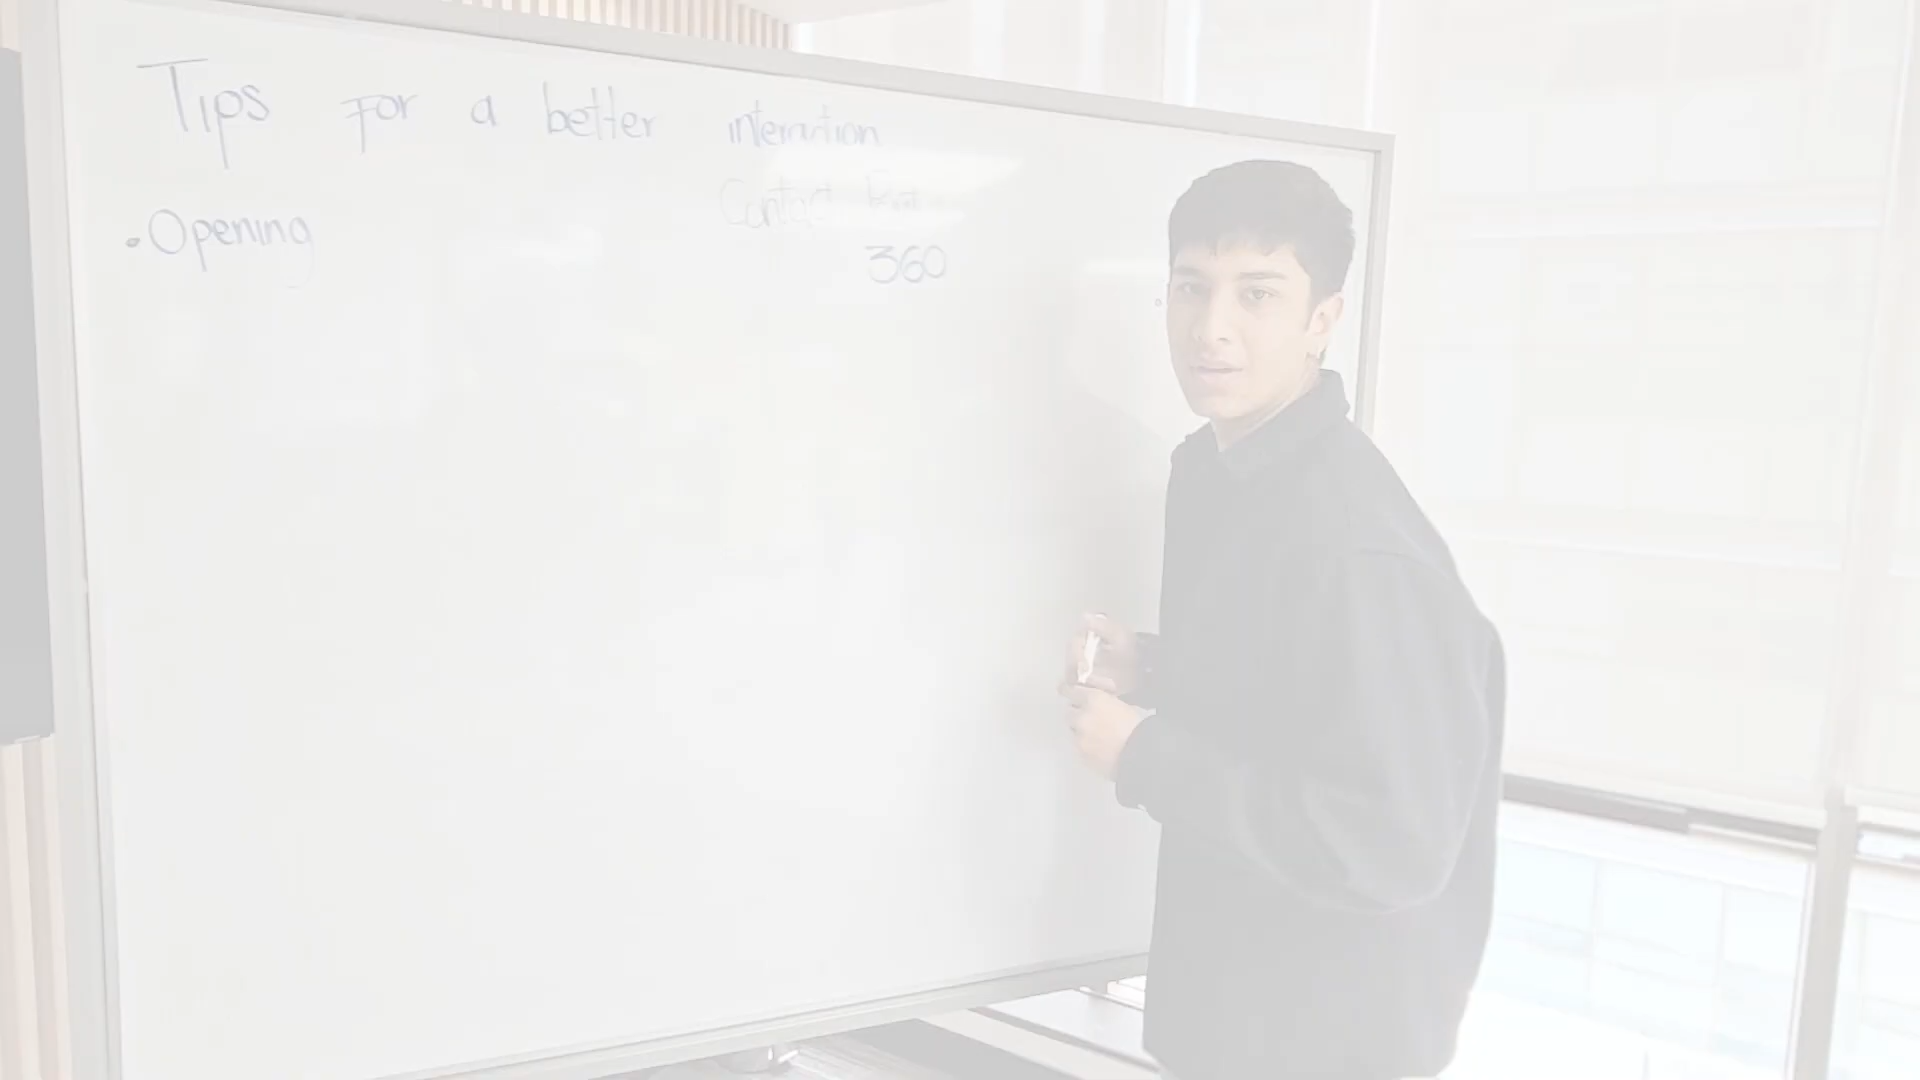 Tips For a better interaction
Contact
360
• Opening